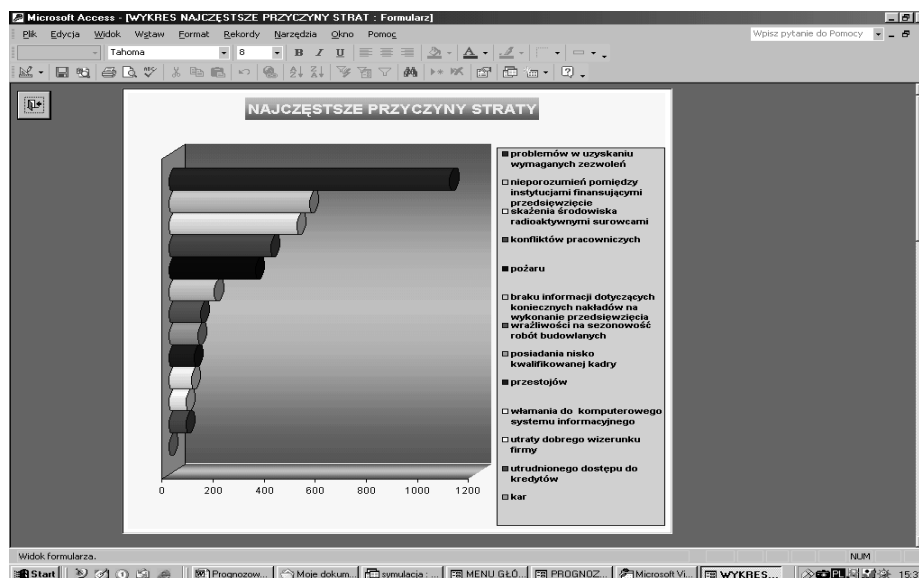 Microsoft Access - [WYKRES NAJCZĘSTSZE PRZYCZYNY STRAT : Formularz]
Plik Edycja Widok Wstaw Format Rekordy Narzędzia Okno Pomoc
Wpisz pytanie do Pomocy
Tahoma 8 B I U
NAJCZĘSTSZE PRZYCZYNY STRATY
problemów w uzyskaniu
wymaganych zezwoleń
nieporozumień pomiędzy
instytucjami finansującymi
przedsięwzięcie
skażenia środowiska
radioaktywnymi surowcami
konfliktów pracowniczych
pożaru
braku informacji dotyczących
koniecznych nakładów na
wykonanie przedsięwzięcia
wrażliwości na sezonowość
robót budowlanych
posiadania nisko
kwalifikowanej kadry
przestojów
włamania do komputerowego
systemu informacyjnego
utraty dobrego wizerunku
firmy
utrudnionego dostępu do
kredytów
kar
0 200 400 600 800 1000 1200
Widok formularza.
NUM
Start Prognozow... Moje dokum... symulacja : ... MENU GŁÓ... PROGNOZ... Microsoft Vi... WYKRES... PL